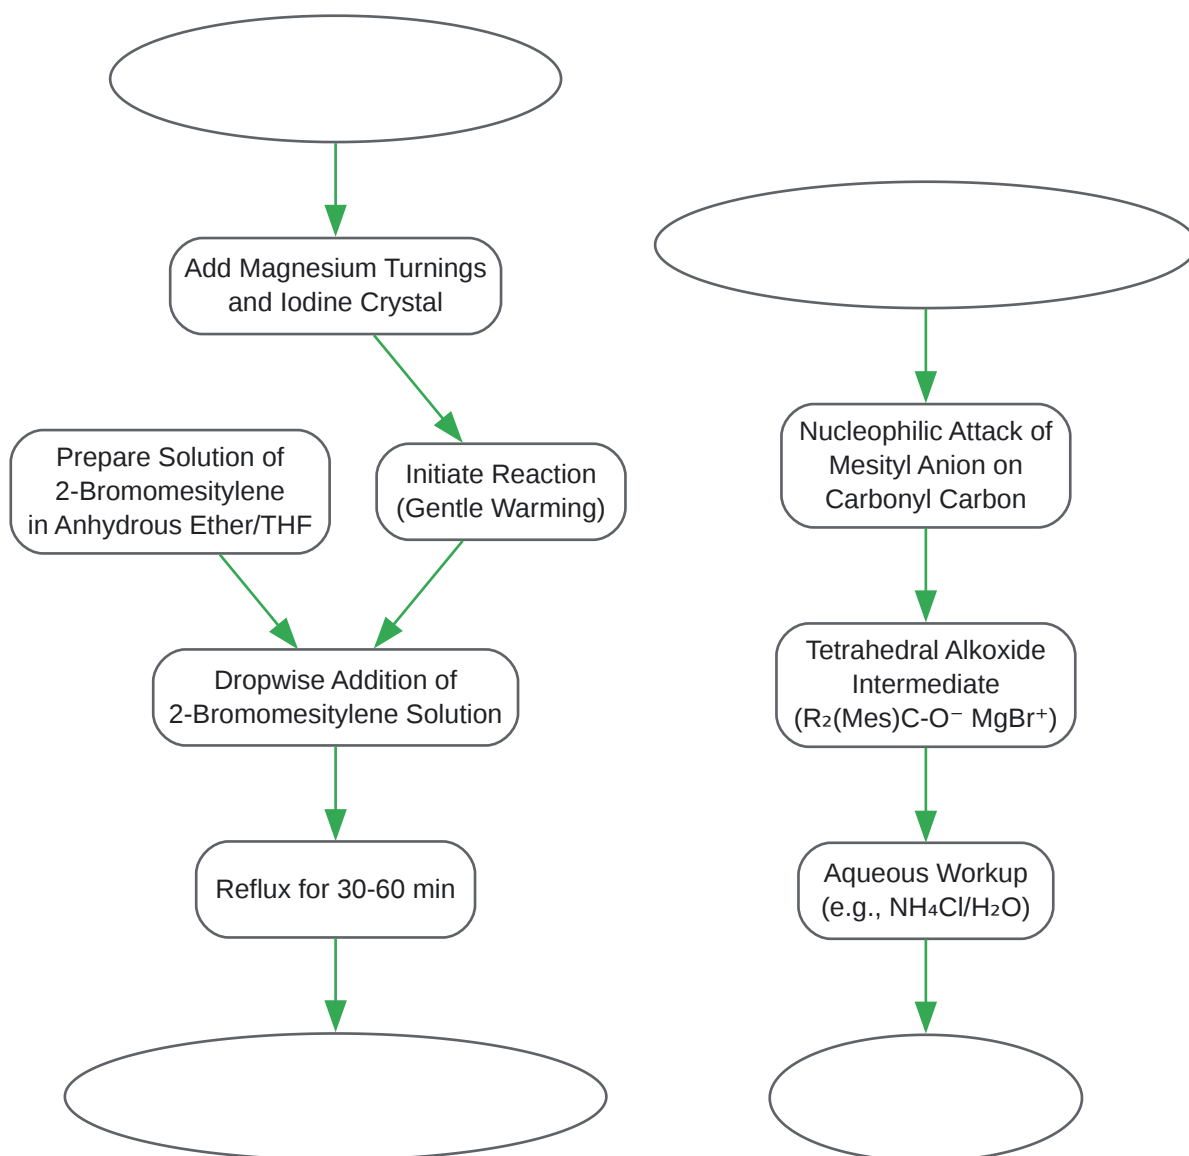 Add Magnesium Turnings
and Iodine Crystal
Prepare Solution of
2-Bromomesitylene
in Anhydrous Ether/THF
Initiate Reaction
(Gentle Warming)
Dropwise Addition of
2-Bromomesitylene Solution
Reflux for 30-60 min
Nucleophilic Attack of
Mesityl Anion on
Carbonyl Carbon
Tetrahedral Alkoxide
Intermediate
(R₂(Mes)C-O⁻ MgBr⁺)
Aqueous Workup
(e.g., NH₄Cl/H₂O)